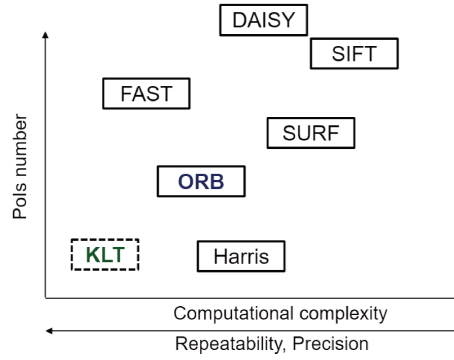 DAISY
SIFT
FAST
SURF
ORB
KLT
Harris
PoIs number
Computational complexity
Repeatability, Precision